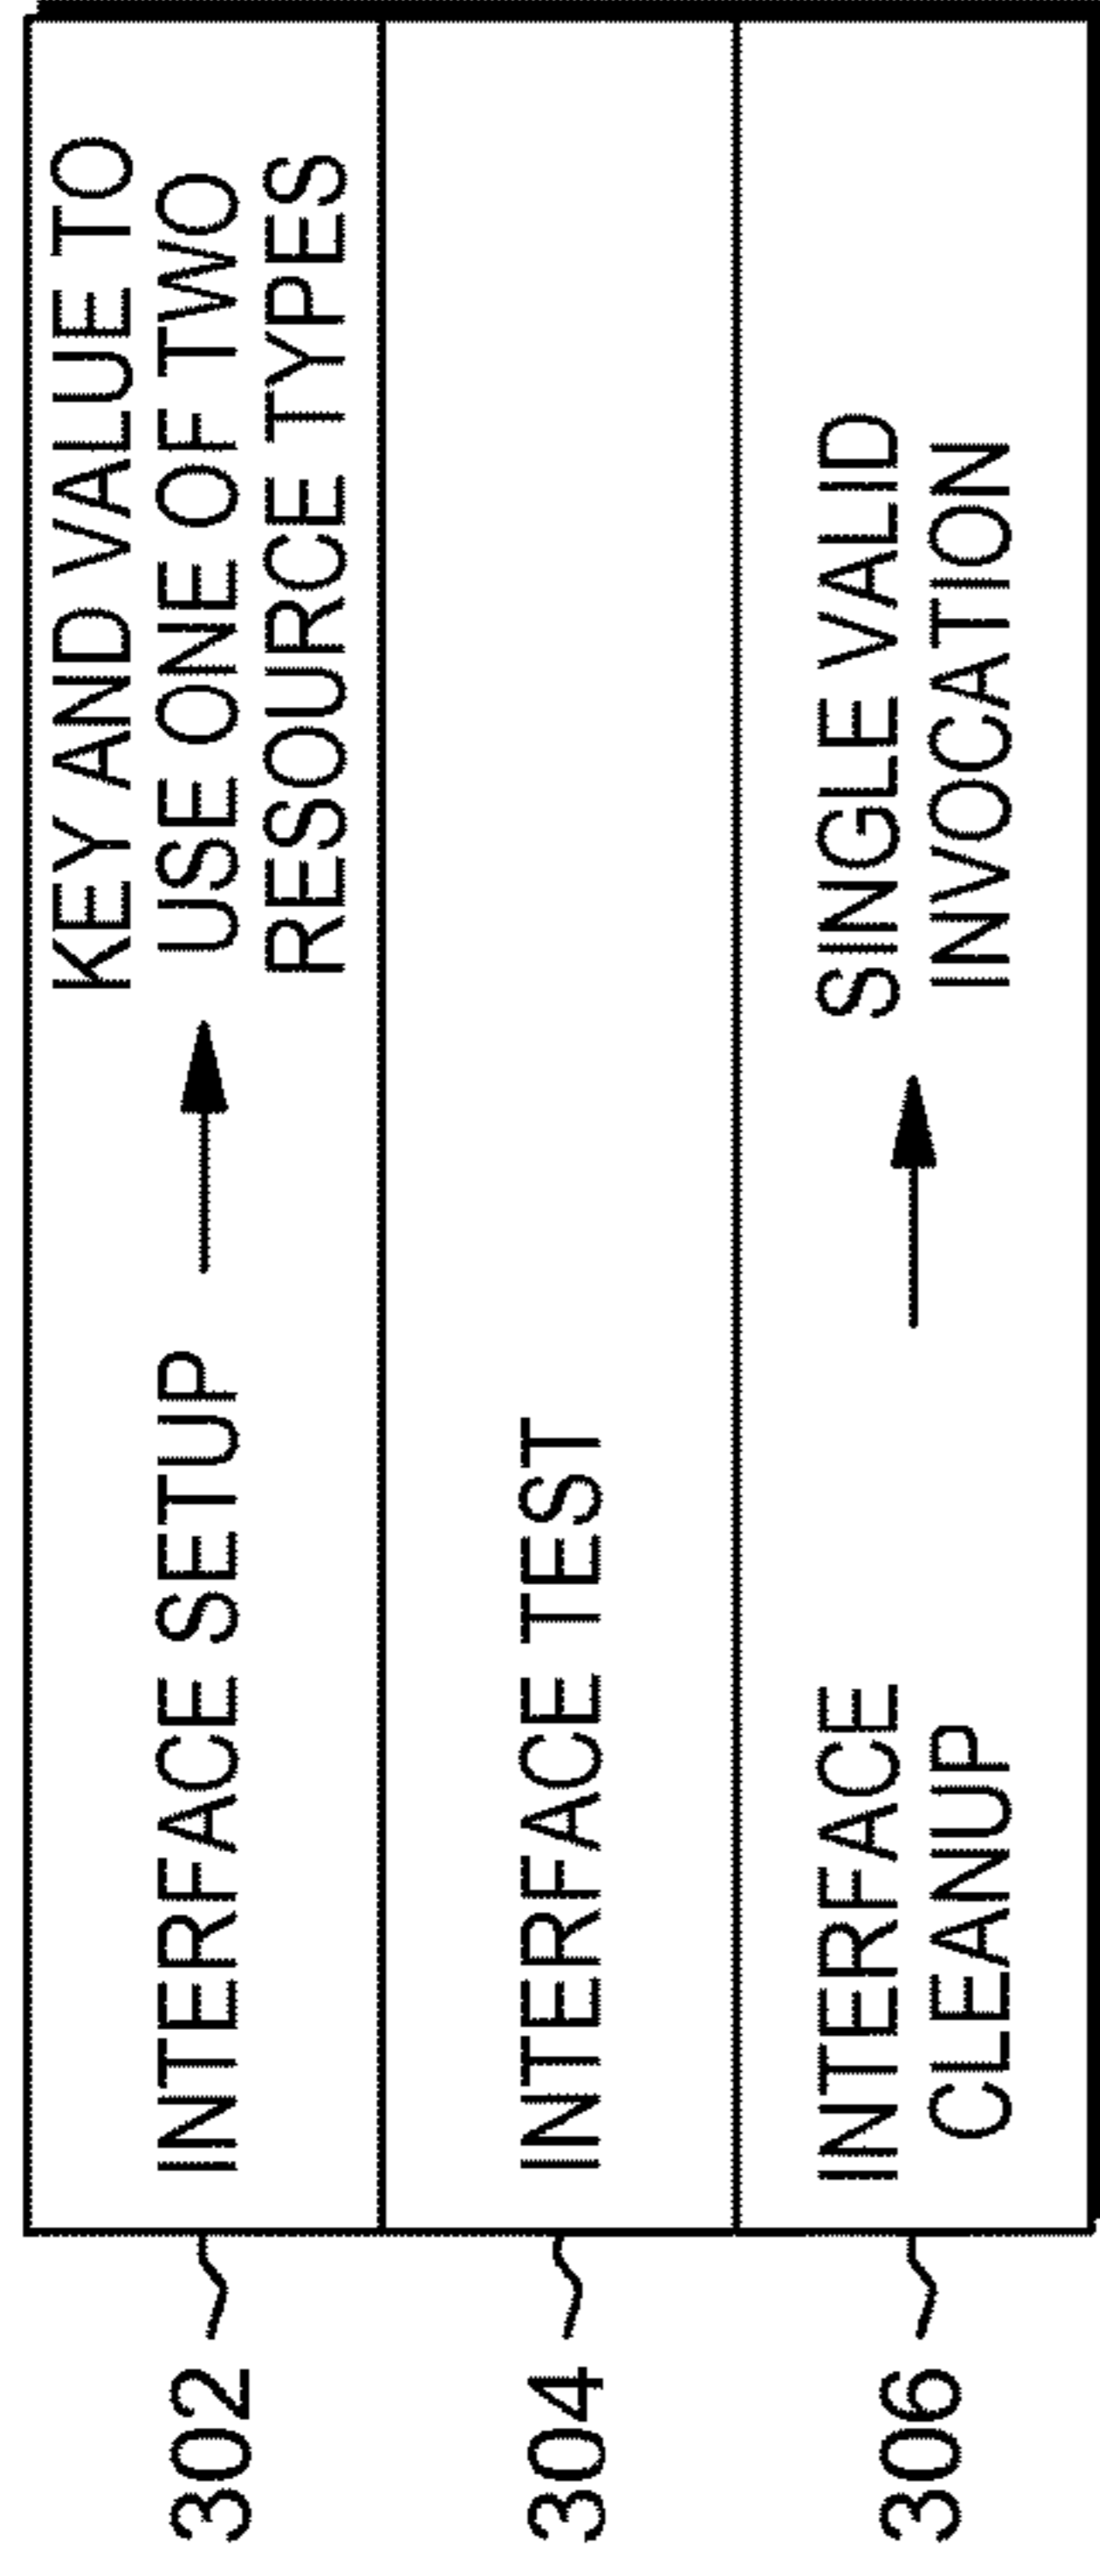 302
INTERFACE SETUP
KEY AND VALUE TO
USE ONE OF TWO
RESOURCE TYPES
304
INTERFACE TEST
306
INTERFACE
CLEANUP
SINGLE VALID
INVOCATION